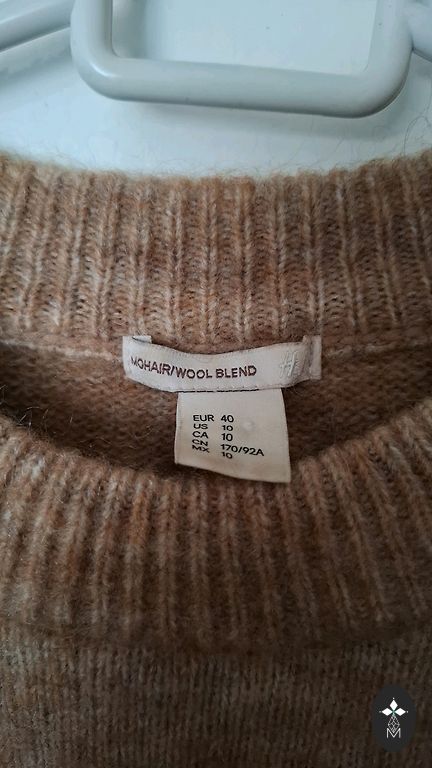 MOHAIR/WOOL BLEND
EUR 40
US 10
CA 10
CN 170/92A
MX 10
M